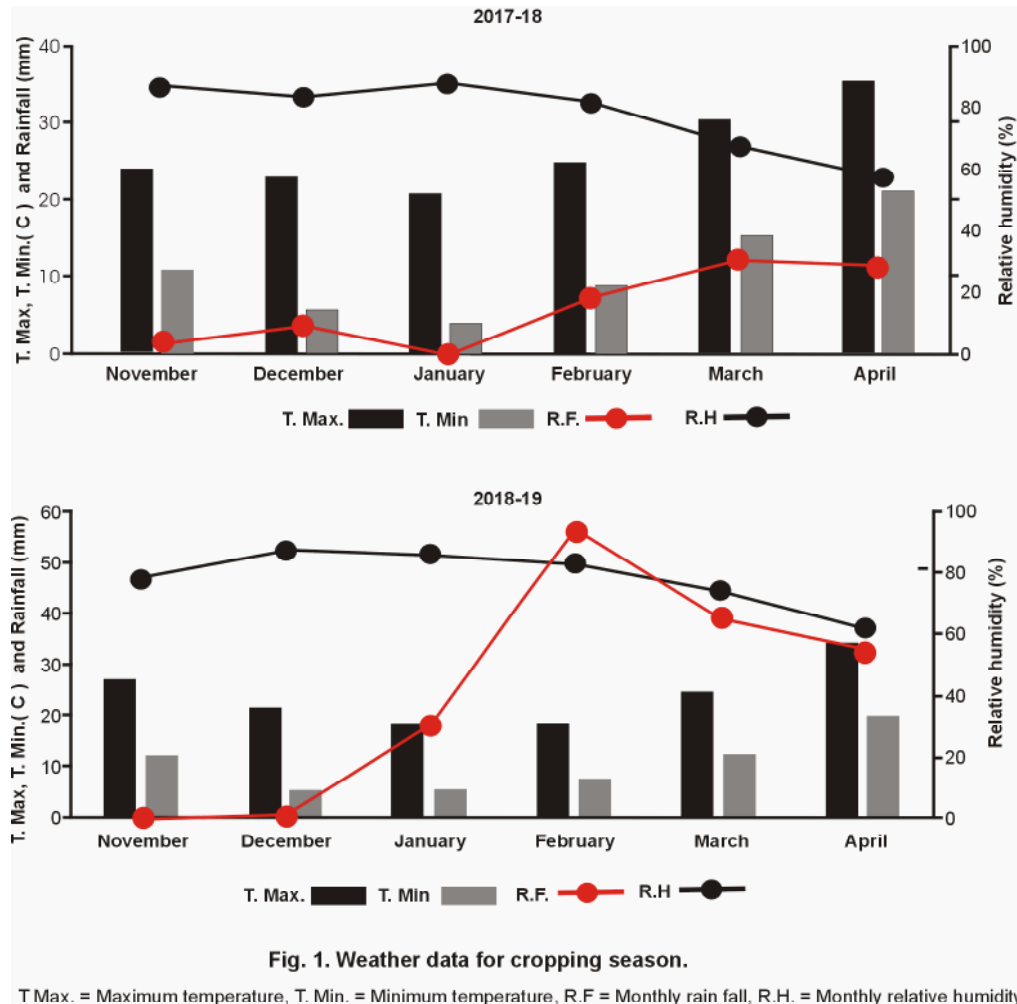 2017-18
T. Max, T. Min.( C ) and Rainfall (mm)
40
30
20
10
0
100
80
60
40
20
0
Relative humidity (%)
November December January February March April
T. Max. T. Min R.F. R.H
2018-19
T. Max, T. Min.( C ) and Rainfall (mm)
60
50
40
30
20
10
0
100
80
60
40
20
0
Relative humidity (%)
November December January February March April
T. Max. T. Min R.F. R.H
Fig. 1. Weather data for cropping season.
T Max. = Maximum temperature, T. Min. = Minimum temperature, R.F = Monthly rain fall, R.H. = Monthly relative humidity